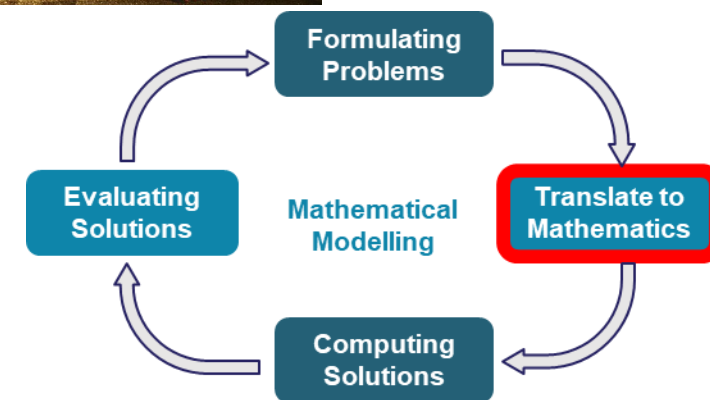 Formulating
Problems
Evaluating
Solutions
Mathematical
Modelling
Translate to
Mathematics
Computing
Solutions